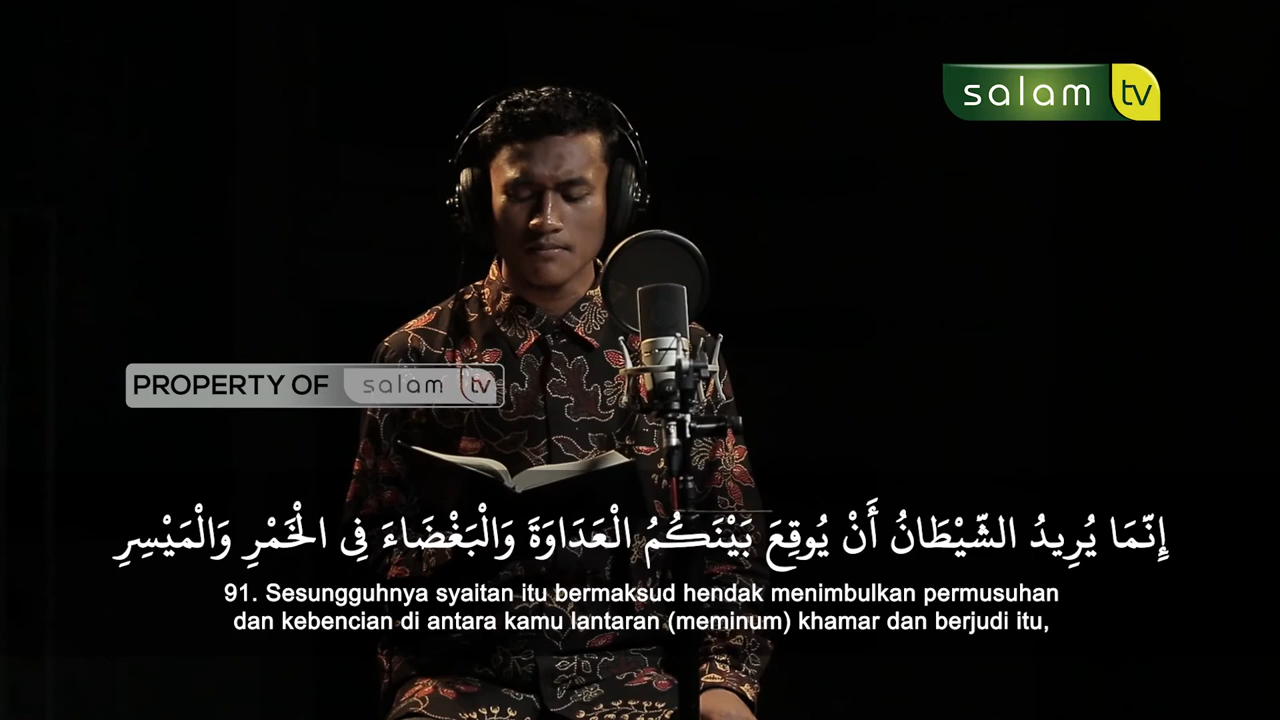 salam tv
PROPERTY OF salam tv
إِنَّمَا يُرِيدُ الشَّيْطَانُ أَنْ يُوقِعَ بَيْنَكُمُ الْعَدَاوَةَ وَالْبَغْضَاءَ فِى الْخَمْرِ وَالْمَيْسِرِ
91. Sesungguhnya syaitan itu bermaksud hendak menimbulkan permusuhan
dan kebencian di antara kamu lantaran (meminum) khamar dan berjudi itu,